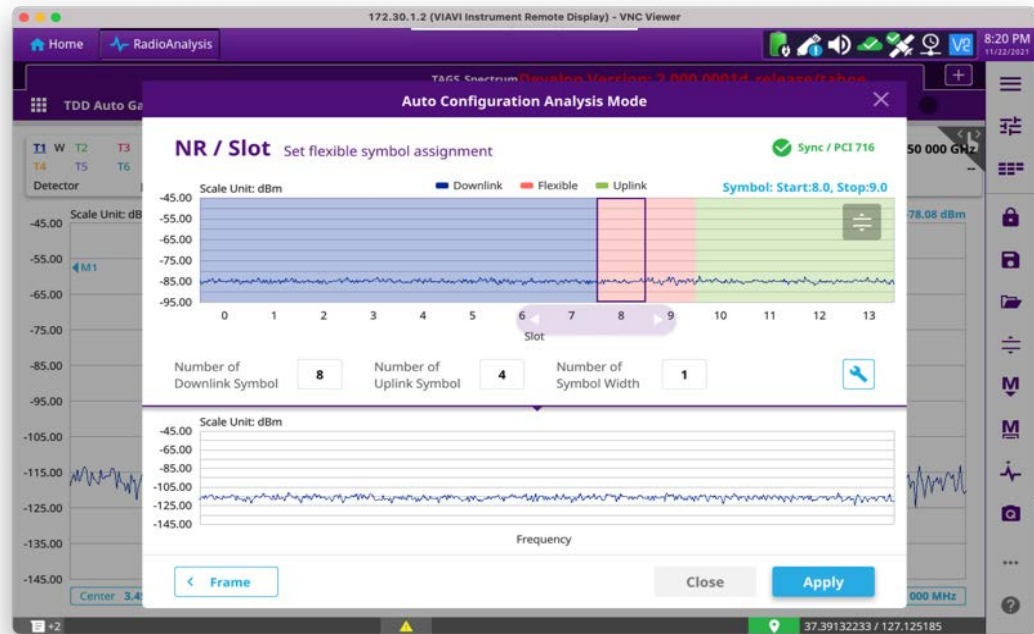 172.30.1.2 (VIAVI Instrument Remote Display) - VNC Viewer
Home
RadioAnalysis
8:20 PM
11/22/2021
TAGS Spectrum
TDD Auto Ga
Auto Configuration Analysis Mode
T1 W T2 T3
T4 T5 T6
Detector
NR / Slot Set flexible symbol assignment
Sync / PCI 716
50 000 GHz
--
Scale Unit: dBm
Downlink
Flexible
Uplink
Symbol: Start:8.0, Stop:9.0
-45.00
-55.00
-65.00
-75.00
-85.00
-95.00
0 1 2 3 4 5 6 7 8 9 10 11 12 13
Slot
Number of Downlink Symbol 8
Number of Uplink Symbol 4
Number of Symbol Width 1
Scale Unit: dBm
-45.00
-65.00
-85.00
-105.00
-125.00
-145.00
Frequency
Frame
Close
Apply
Scale Unit: dB
-78.08 dBm
M1
-45.00
-55.00
-65.00
-75.00
-85.00
-95.00
-105.00
-115.00
-125.00
-135.00
-145.00
Center 3.4
000 MHz
+2
37.39132233 / 127.125185